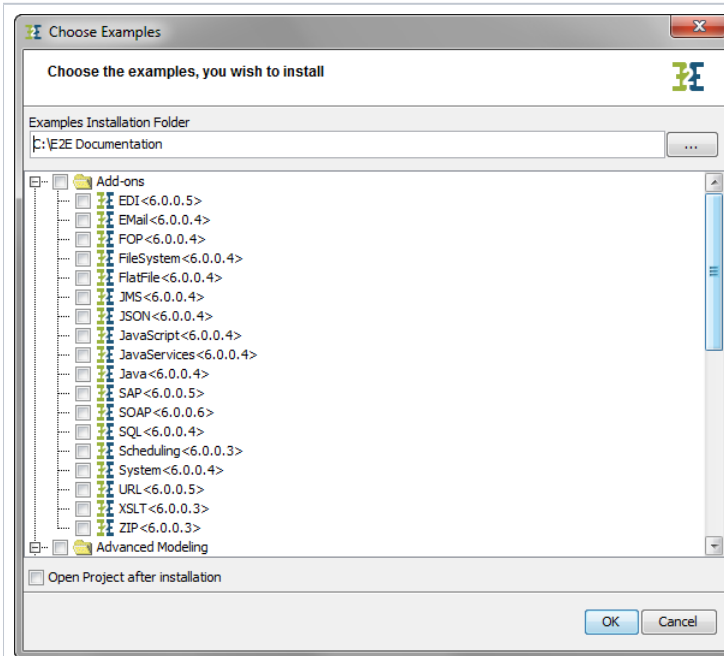 Choose Examples
Choose the examples, you wish to install
Examples Installation Folder
C:\E2E Documentation
...
Add-ons
EDI<6.0.0.5>
EMail<6.0.0.4>
FOP<6.0.0.4>
FileSystem<6.0.0.4>
FlatFile<6.0.0.4>
JMS<6.0.0.4>
JSON<6.0.0.4>
JavaScript<6.0.0.4>
JavaServices<6.0.0.4>
Java<6.0.0.4>
SAP<6.0.0.5>
SOAP<6.0.0.6>
SQL<6.0.0.4>
Scheduling<6.0.0.3>
System<6.0.0.4>
URL<6.0.0.5>
XSLT<6.0.0.3>
ZIP<6.0.0.3>
Advanced Modeling
Open Project after installation
OK Cancel